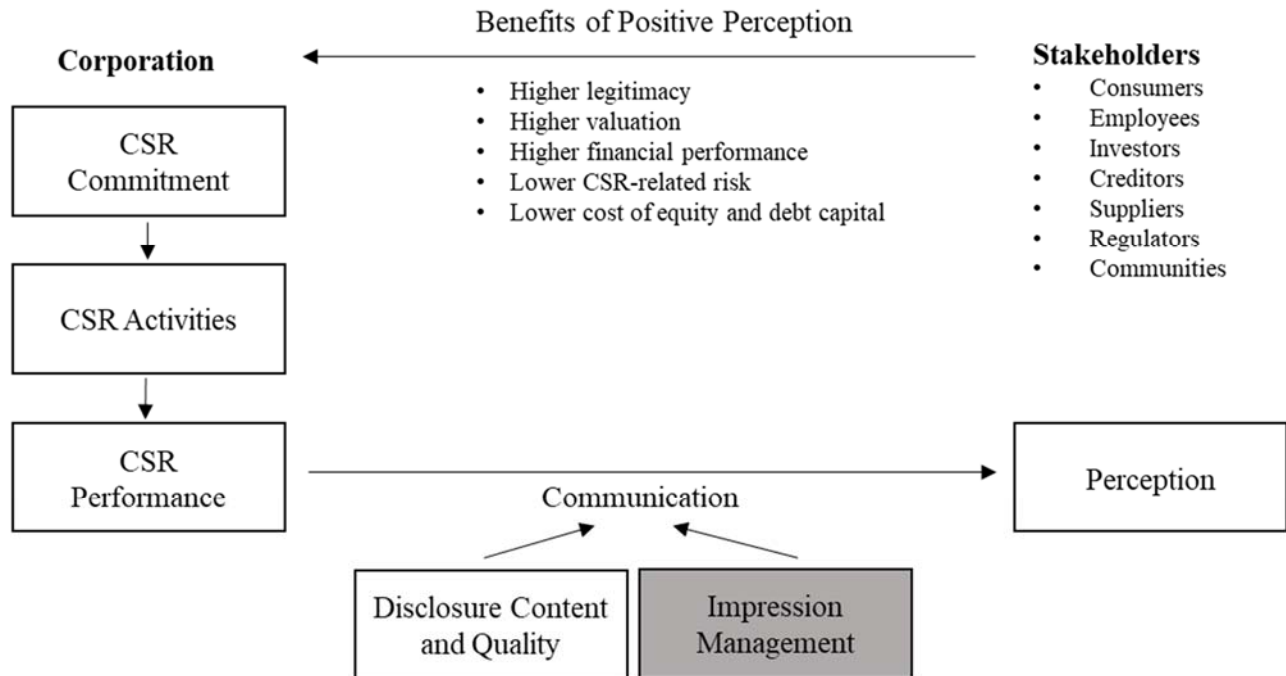 Benefits of Positive Perception
Corporation
Stakeholders
• Higher legitimacy
• Higher valuation
• Higher financial performance
• Lower CSR-related risk
• Lower cost of equity and debt capital
• Consumers
• Employees
• Investors
• Creditors
• Suppliers
• Regulators
• Communities
CSR
Commitment
CSR Activities
CSR
Performance
Communication
Perception
Disclosure Content
and Quality
Impression
Management